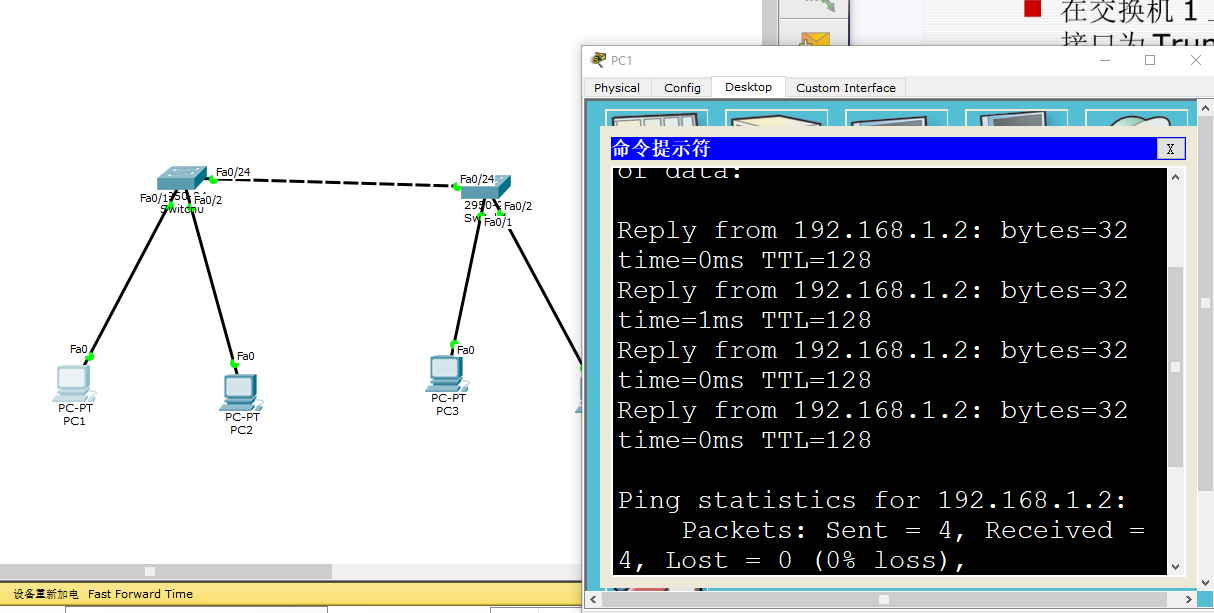 在交换机 1
接口为 Trun
PC1
Physical Config Desktop Custom Interface
命令提示符
X
of data:
Reply from 192.168.1.2: bytes=32
time=0ms TTL=128
Reply from 192.168.1.2: bytes=32
time=1ms TTL=128
Reply from 192.168.1.2: bytes=32
time=0ms TTL=128
Reply from 192.168.1.2: bytes=32
time=0ms TTL=128
Ping statistics for 192.168.1.2:
Packets: Sent = 4, Received =
4, Lost = 0 (0% loss),
Fa0/24
Fa0/24
Fa0/1
Fa0/2
Fa0/2
Fa0/1
Fa0
Fa0
Fa0
PC-PT
PC1
PC-PT
PC2
PC-PT
PC3
设备重新加电 Fast Forward Time